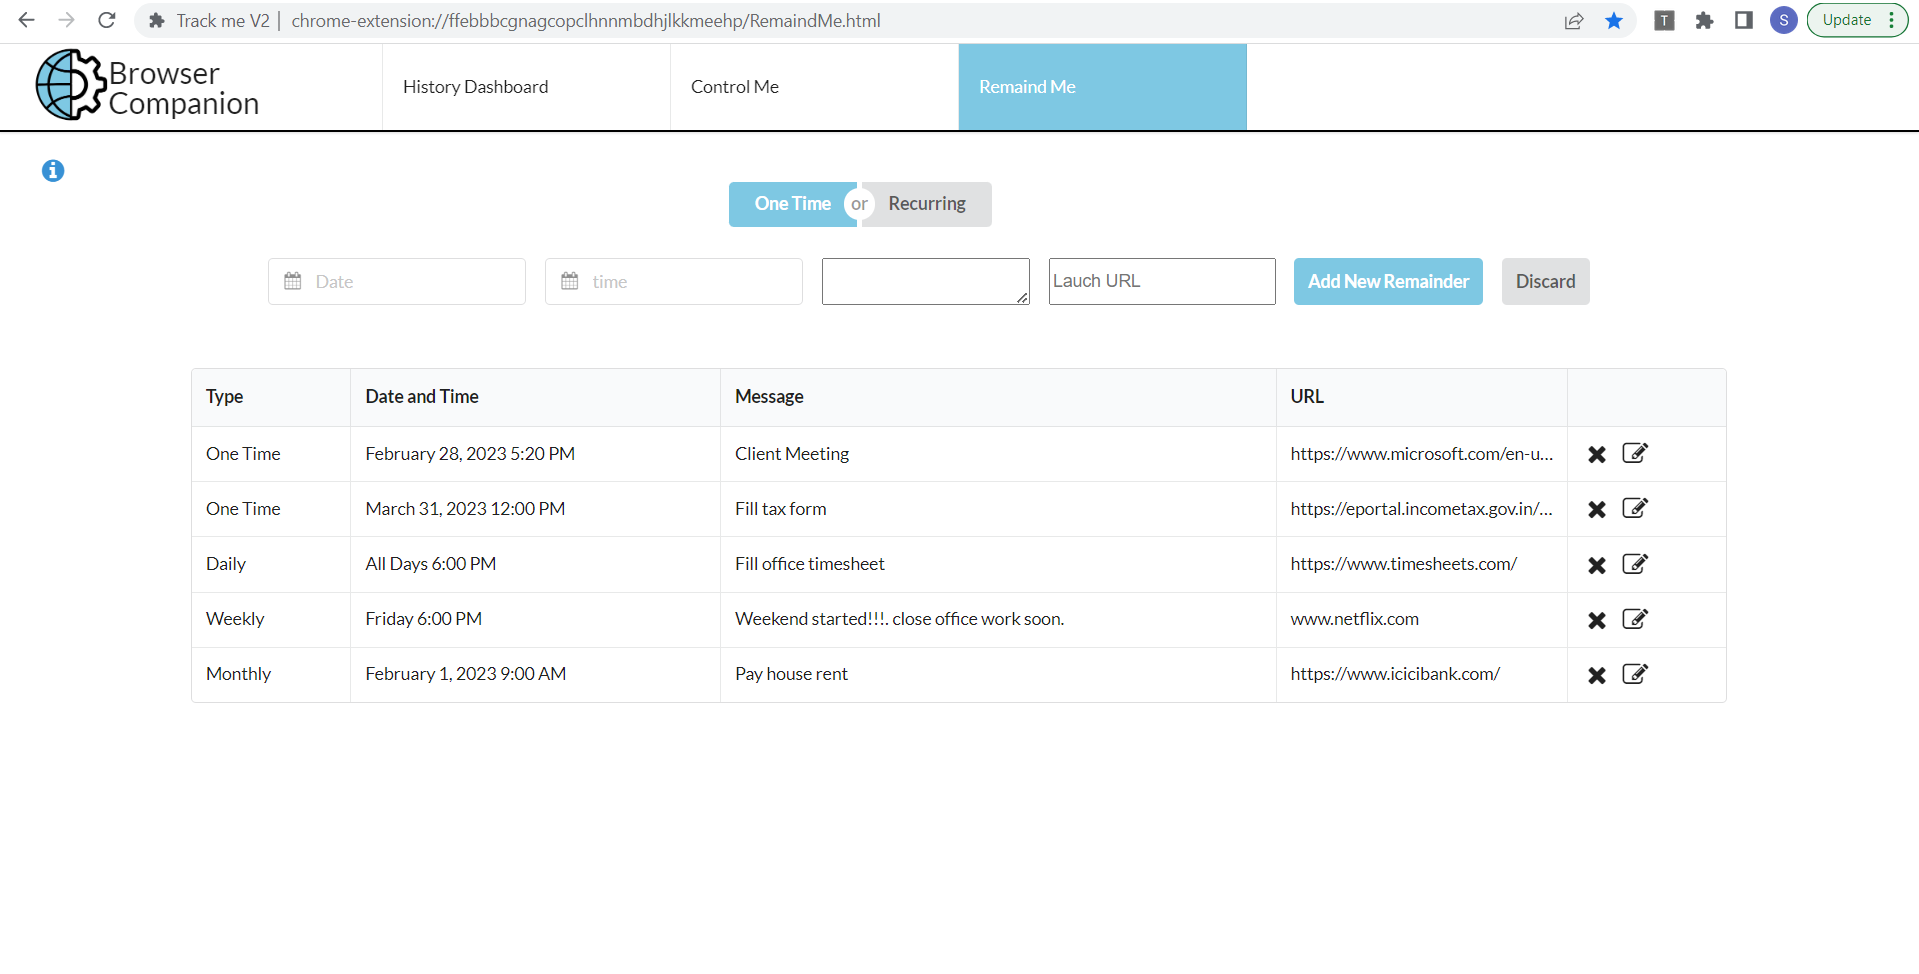 Track me V2 | chrome-extension://ffebbbcgnagcopclhnnmbdhjlkkmeehp/RemaindMe.html T S Update
Browser Companion
History Dashboard Control Me Remaind Me
One Time or Recurring
Date time Lauch URL Add New Remainder Discard
Type Date and Time Message URL
One Time February 28, 2023 5:20 PM Client Meeting https://www.microsoft.com/en-u...
One Time March 31, 2023 12:00 PM Fill tax form https://eportal.incometax.gov.in/...
Daily All Days 6:00 PM Fill office timesheet https://www.timesheets.com/
Weekly Friday 6:00 PM Weekend started!!!. close office work soon. www.netflix.com
Monthly February 1, 2023 9:00 AM Pay house rent https://www.icicibank.com/